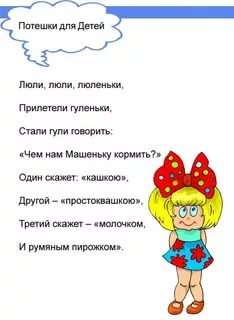 Потешки для Детей
Люли, люли, люленьки,
Прилетели гуленьки,
Стали гули говорить:
«Чем нам Машеньку кормить?»
Один скажет: «кашкою»,
Другой – «простоквашкою»,
Третий скажет – «молочком,
И румяным пирожком».